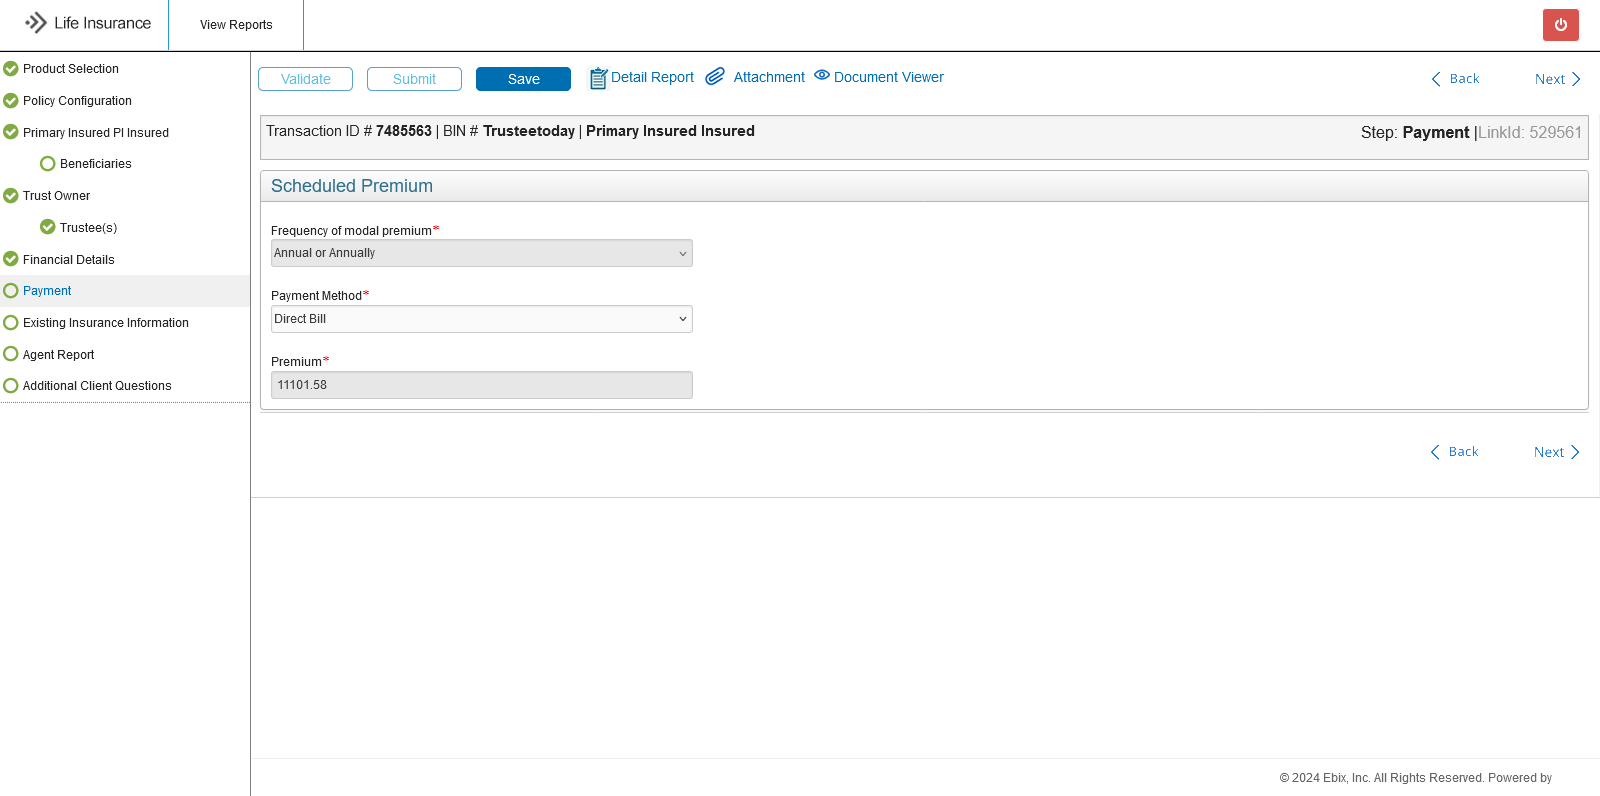 Life Insurance
View Reports
Product Selection
Policy Configuration
Primary Insured PI Insured
Beneficiaries
Trust Owner
Trustee(s)
Financial Details
Payment
Existing Insurance Information
Agent Report
Additional Client Questions
Validate Submit Save Detail Report Attachment Document Viewer Back Next
Transaction ID # 7485563 | BIN # Trusteetoday | Primary Insured Insured
Step: Payment |LinkId: 529561
Scheduled Premium
Frequency of modal premium*
Annual or Annually
Payment Method*
Direct Bill
Premium*
11101.58
Back Next
© 2024 Ebix, Inc. All Rights Reserved. Powered by